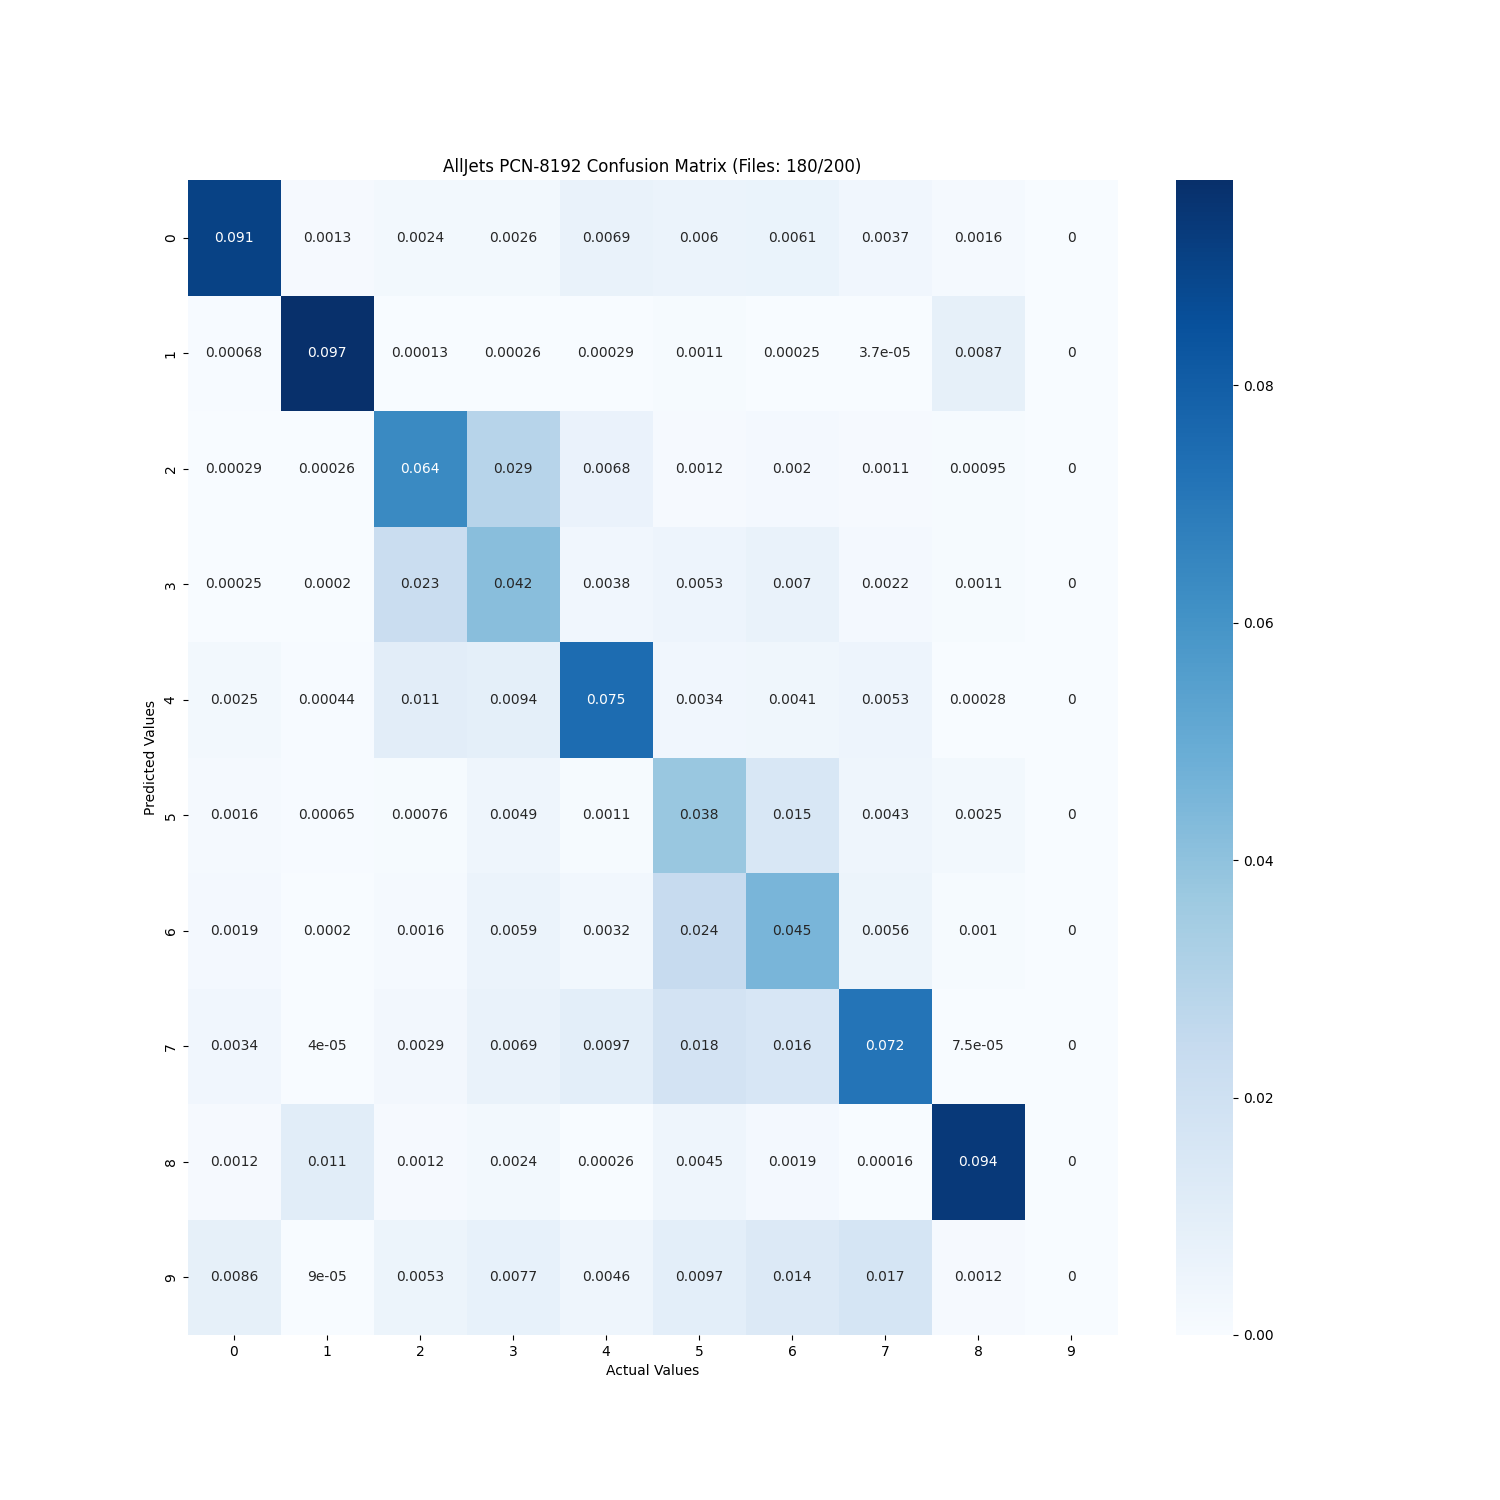 AllJets PCN-8192 Confusion Matrix (Files: 180/200)
0 0.091 0.0013 0.0024 0.0026 0.0069 0.006 0.0061 0.0037 0.0016 0
1 0.00068 0.097 0.00013 0.00026 0.00029 0.0011 0.00025 3.7e-05 0.0087 0
0.08
2 0.00029 0.00026 0.064 0.029 0.0068 0.0012 0.002 0.0011 0.00095 0
3 0.00025 0.0002 0.023 0.042 0.0038 0.0053 0.007 0.0022 0.0011 0
0.06
4 0.0025 0.00044 0.011 0.0094 0.075 0.0034 0.0041 0.0053 0.00028 0
Predicted Values
5 0.0016 0.00065 0.00076 0.0049 0.0011 0.038 0.015 0.0043 0.0025 0
0.04
6 0.0019 0.0002 0.0016 0.0059 0.0032 0.024 0.045 0.0056 0.001 0
7 0.0034 4e-05 0.0029 0.0069 0.0097 0.018 0.016 0.072 7.5e-05 0
0.02
8 0.0012 0.011 0.0012 0.0024 0.00026 0.0045 0.0019 0.00016 0.094 0
9 0.0086 9e-05 0.0053 0.0077 0.0046 0.0097 0.014 0.017 0.0012 0
0.00
0 1 2 3 4 5 6 7 8 9
Actual Values